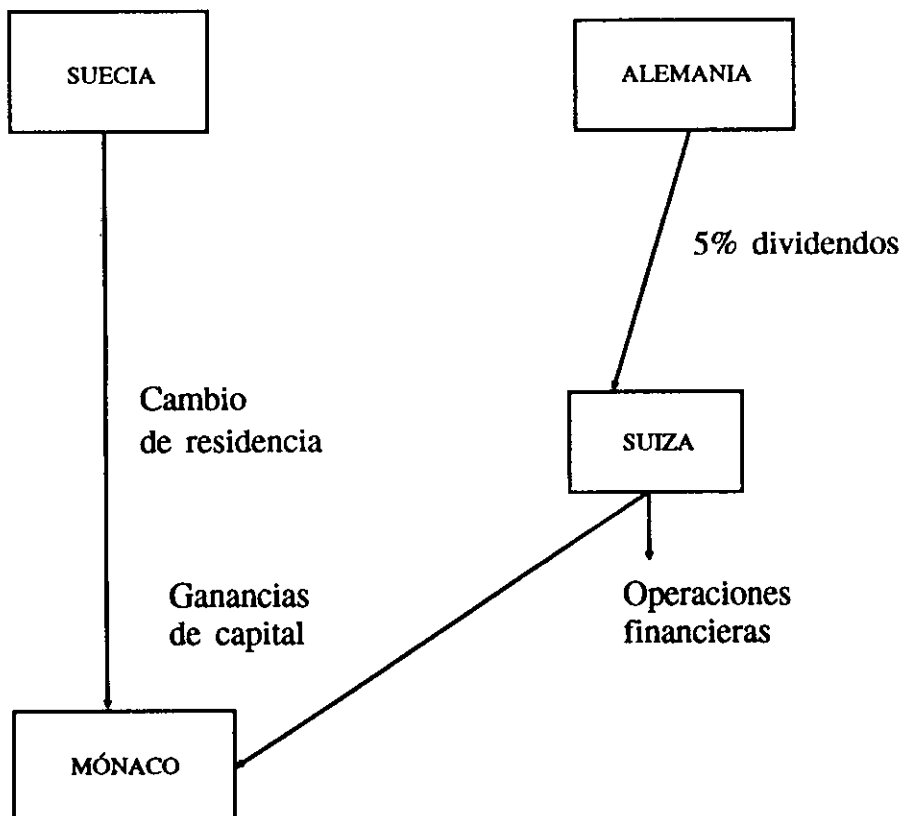 SUECIA
ALEMANIA
5% dividendos
Cambio
de residencia
SUIZA
Ganancias
de capital
Operaciones
financieras
MÓNACO